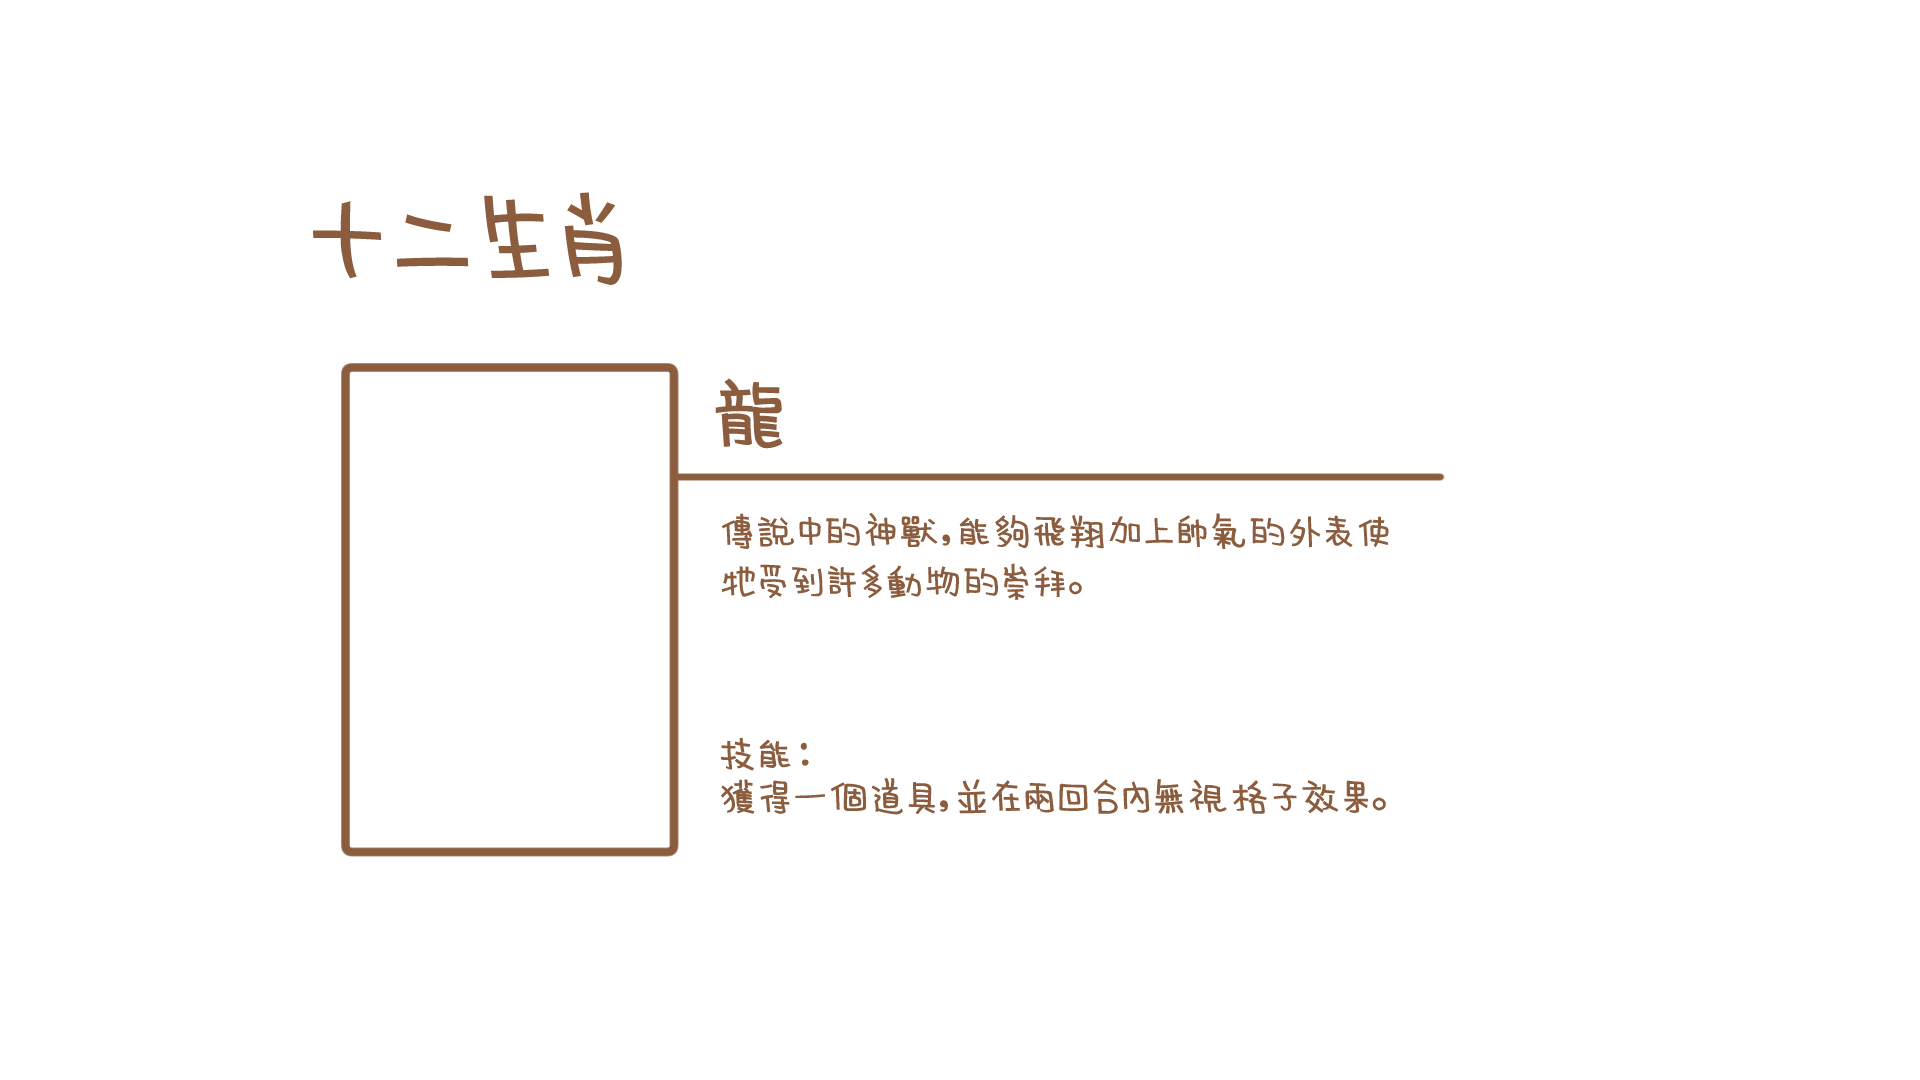 十二生肖
龍
傳說中的神獸,能夠飛翔加上帥氣的外表使
牠受到許多動物的崇拜。
技能：
獲得一個道具,並在兩回合內無視格子效果。